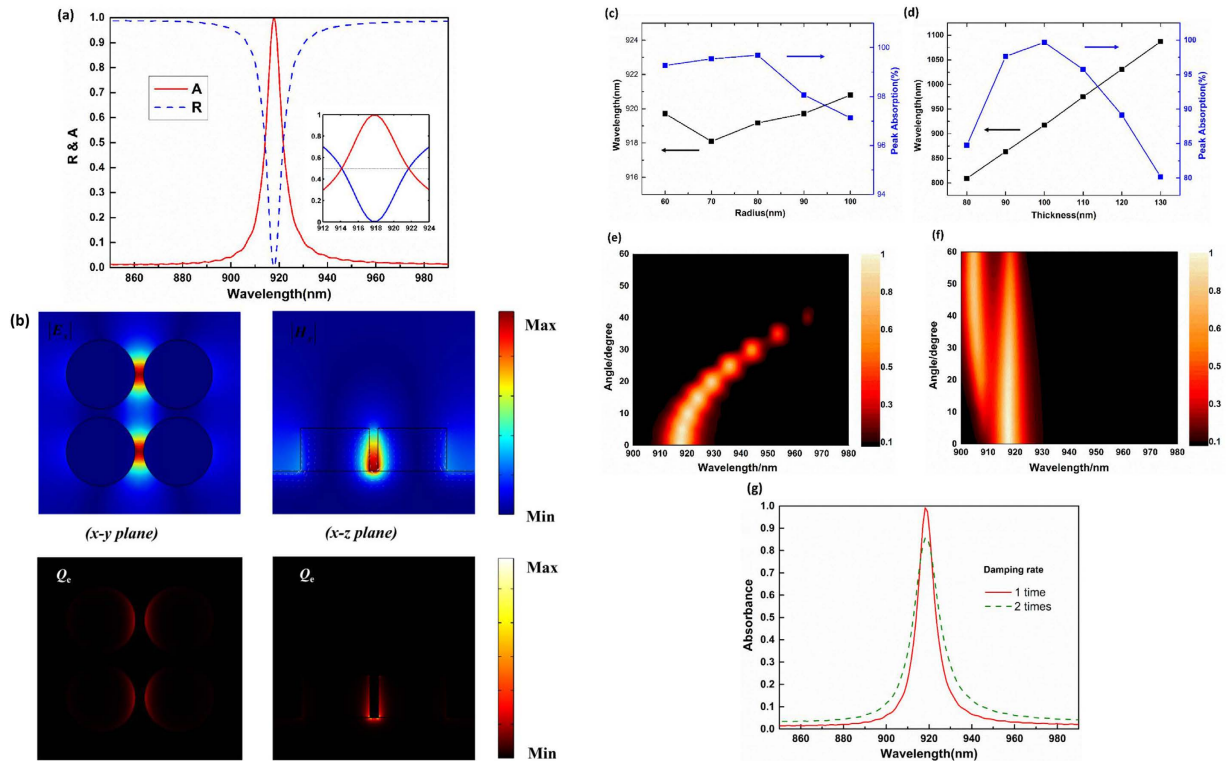 (a)
R & A
1.0
0.9
0.8
0.7
0.6
0.5
0.4
0.3
0.2
0.1
0.0
A
R
1
0.8
0.6
0.4
0.2
0
912 914 916 918 920 922 924
860 880 900 920 940 960 980
Wavelength(nm)
(b)
Max
Min
(x-y plane)
(x-z plane)
Qe
Qe
Max
Min
(c)
Wavelength(nm)
924
922
920
918
916
100
98
96
94
Peak Absorption(%)
60 70 80 90 100
Radius(nm)
(d)
Wavelength(nm)
1100
1050
1000
950
900
850
800
100
95
90
85
80
Peak Absorption(%)
80 90 100 110 120 130
Thickness(nm)
(e)
Angle/degree
60
50
40
30
20
10
0
900 910 920 930 940 950 960 970 980
Wavelength/nm
1
0.8
0.6
0.5
0.3
0.1
(f)
Angle/degree
60
50
40
30
20
10
0
900 910 920 930 940 950 960 970 980
Wavelength/nm
1
0.8
0.6
0.5
0.3
0.1
(g)
Absorbance
1.0
0.9
0.8
0.7
0.6
0.5
0.4
0.3
0.2
0.1
0.0
Damping rate
1 time
2 times
860 880 900 920 940 960 980
Wavelength(nm)